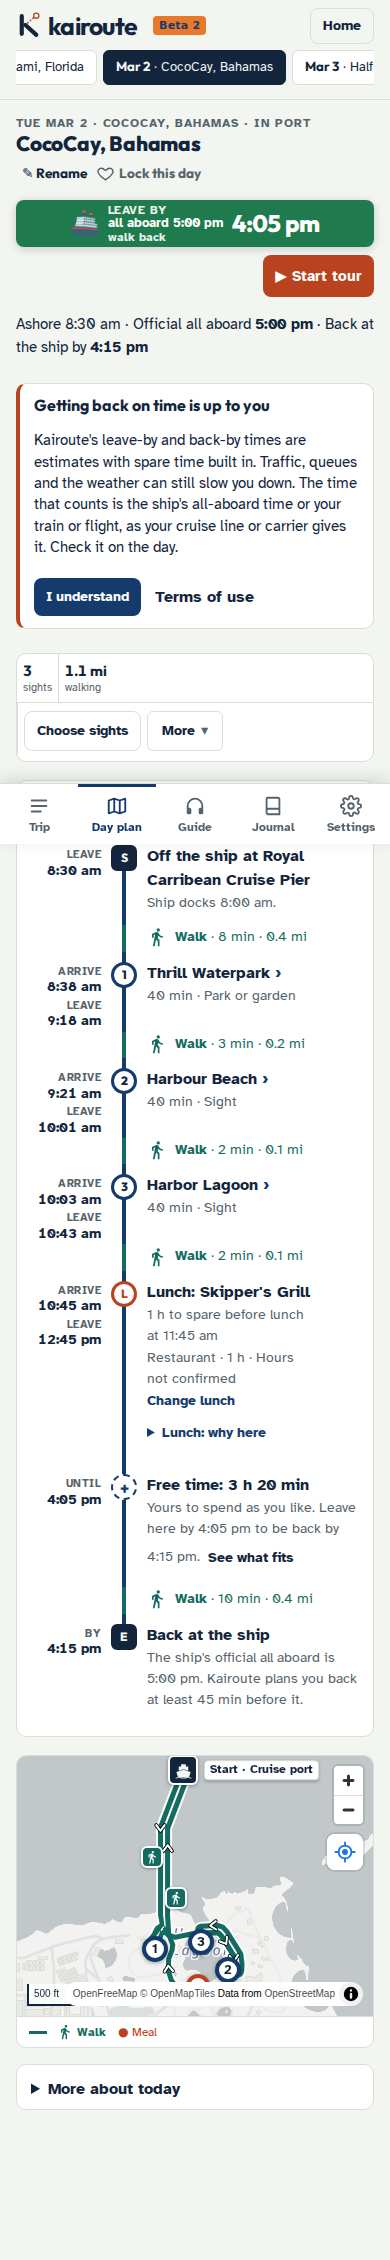 kairoute Beta 2 Home
ami, Florida Mar 2 · CocoCay, Bahamas Mar 3 · Half
TUE MAR 2 · COCOCAY, BAHAMAS · IN PORT
CocoCay, Bahamas
✎ Rename Lock this day
LEAVE BY
all aboard 5:00 pm 4:05 pm
walk back
▶ Start tour
Ashore 8:30 am · Official all aboard 5:00 pm · Back at
the ship by 4:15 pm
Getting back on time is up to you
Kairoute's leave-by and back-by times are
estimates with spare time built in. Traffic, queues
and the weather can still slow you down. The time
that counts is the ship's all-aboard time or your
train or flight, as your cruise line or carrier gives
it. Check it on the day.
I understand Terms of use
3 1.1 mi
sights walking
Choose sights More ▾
Trip Day plan Guide Journal Settings
LEAVE S Off the ship at Royal
8:30 am Carribean Cruise Pier
Ship docks 8:00 am.
Walk · 8 min · 0.4 mi
ARRIVE 1 Thrill Waterpark ›
8:38 am 40 min · Park or garden
LEAVE
9:18 am
Walk · 3 min · 0.2 mi
ARRIVE 2 Harbour Beach ›
9:21 am 40 min · Sight
LEAVE
10:01 am
Walk · 2 min · 0.1 mi
ARRIVE 3 Harbor Lagoon ›
10:03 am 40 min · Sight
LEAVE
10:43 am
Walk · 2 min · 0.1 mi
ARRIVE L Lunch: Skipper's Grill
10:45 am 1 h to spare before lunch
LEAVE at 11:45 am
12:45 pm Restaurant · 1 h · Hours
not confirmed
Change lunch
▶ Lunch: why here
UNTIL + Free time: 3 h 20 min
4:05 pm Yours to spend as you like. Leave
here by 4:05 pm to be back by
4:15 pm. See what fits
Walk · 10 min · 0.4 mi
BY E Back at the ship
4:15 pm The ship's official all aboard is
5:00 pm. Kairoute plans you back
at least 45 min before it.
Start · Cruise port
+
−
1 3 2
500 ft OpenFreeMap © OpenMapTiles Data from OpenStreetMap
Walk Meal
▶ More about today